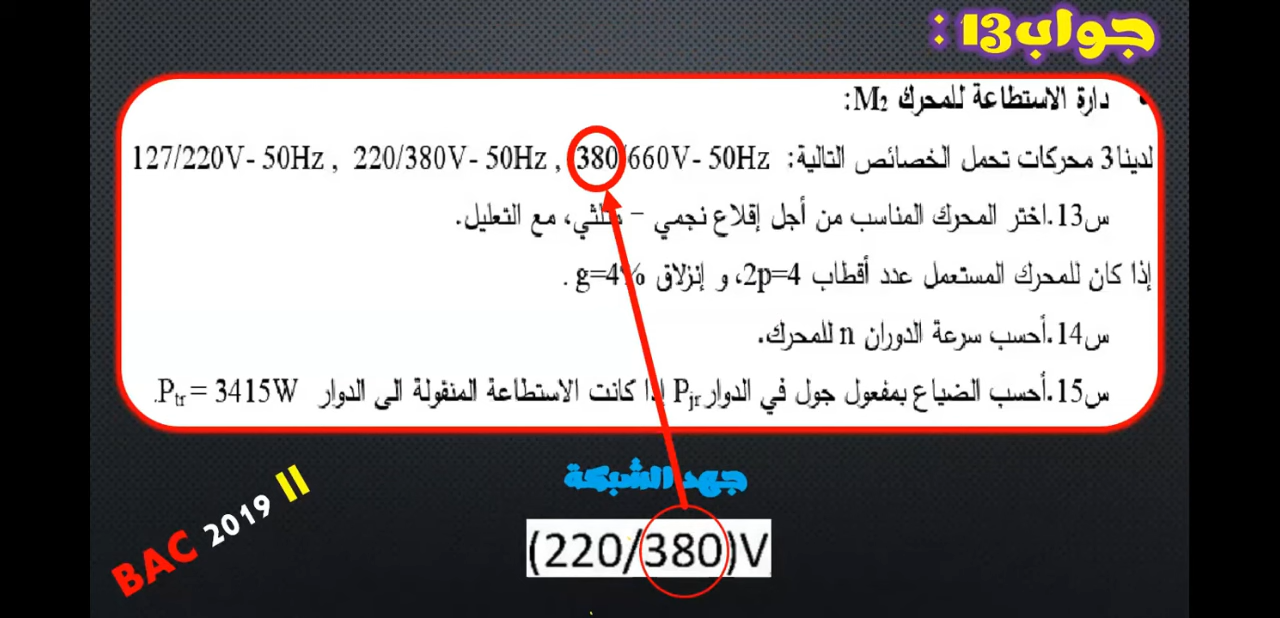 جواب13 :
• دارة الاستطاعة للمحرك M2:
لدينا 3 محركات تحمل الخصائص التالية: 127/220V- 50Hz , 220/380V- 50Hz , 380/660V- 50Hz
س13.اختر المحرك المناسب من أجل إقلاع نجمي – مثلثي، مع التعليل.
إذا كان للمحرك المستعمل عدد أقطاب 2p=4، و إنزلاق g=4% .
س14.أحسب سرعة الدوران n للمحرك.
س15.أحسب الضياع بمفعول جول في الدوار Pjr إذا كانت الاستطاعة المنقولة الى الدوار Ptr = 3415W.
جهد الشبكة
BAC 2019 II
(220/380)V